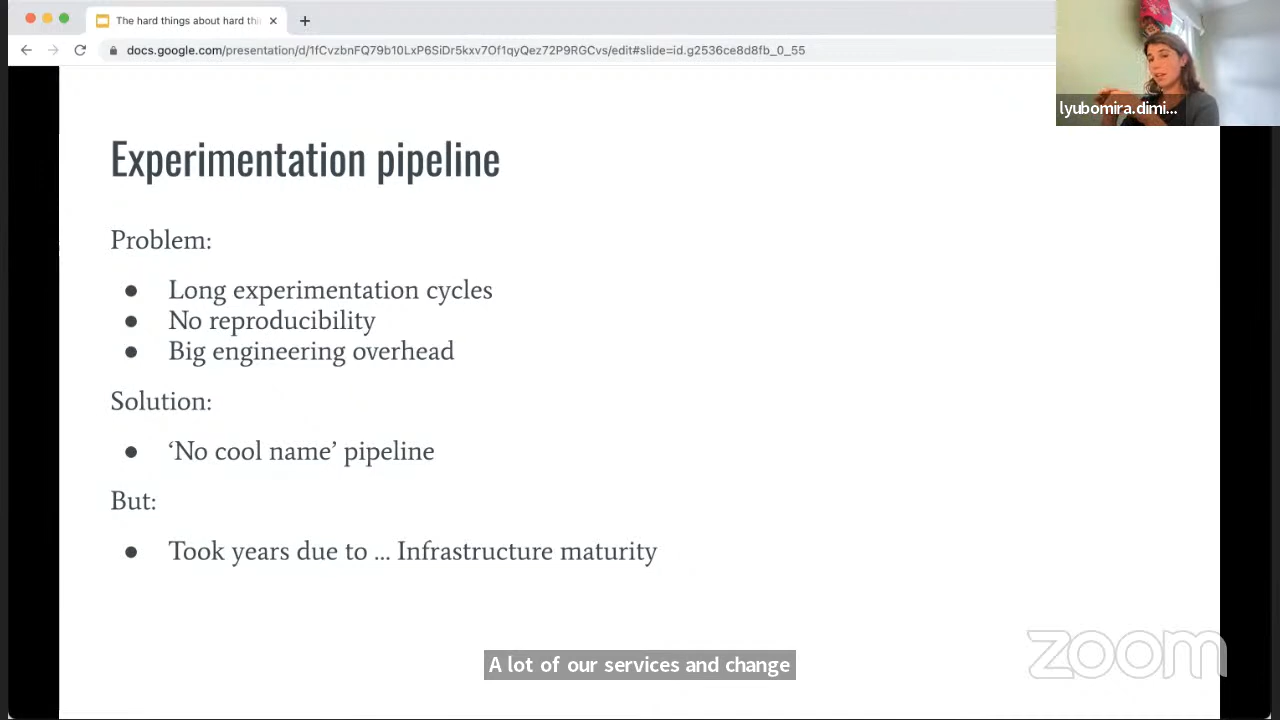 The hard things about hard thi
docs.google.com/presentation/d/1fCvzbnFQ79b10LxP6SiDr5kxv7Of1qyQez72P9RGCvs/edit#slide=id.g2536ce8d8fb_0_55
lyubomira.dimi...
Experimentation pipeline
Problem:
● Long experimentation cycles
● No reproducibility
● Big engineering overhead
Solution:
● ‘No cool name’ pipeline
But:
● Took years due to ... Infrastructure maturity
A lot of our services and change
zoom